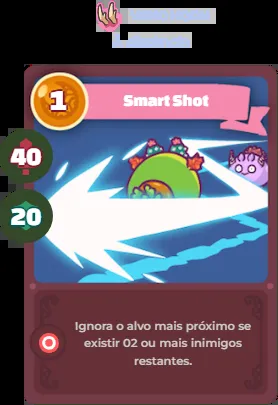 1
Smart Shot
40
20
Ignora o alvo mais próximo se
existir 02 ou mais inimigos
restantes.